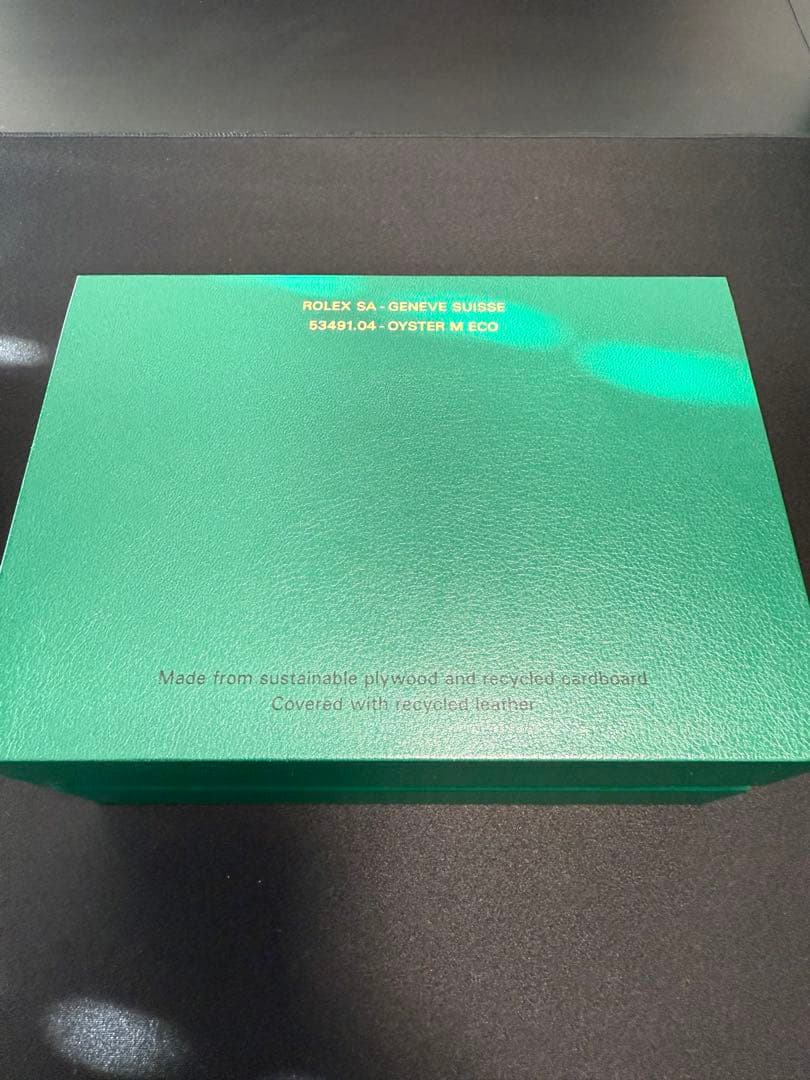 ROLEX SA - GENEVE SUISSE
53491.04 - OYSTER M ECO
Made from sustainable plywood and recycled cardboard
Covered with recycled leather